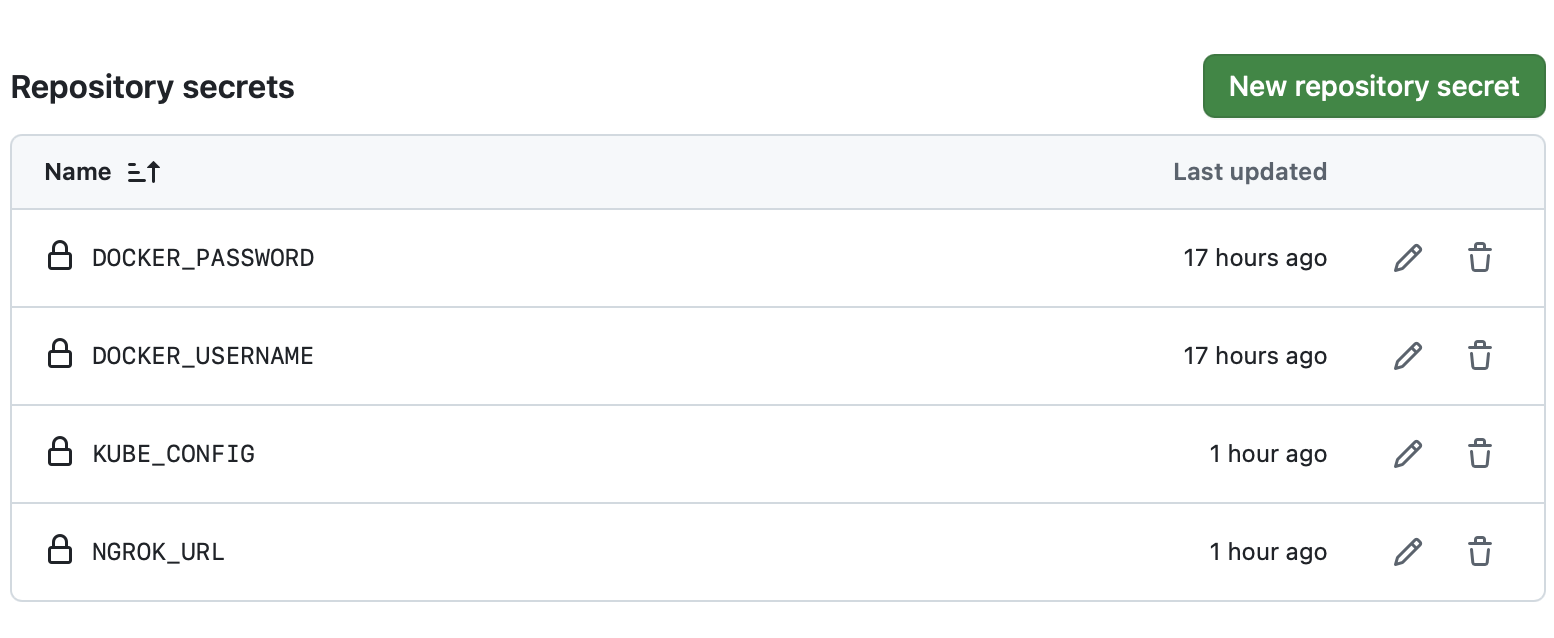 Repository secrets
New repository secret
Name
Last updated
DOCKER_PASSWORD
17 hours ago
DOCKER_USERNAME
17 hours ago
KUBE_CONFIG
1 hour ago
NGROK_URL
1 hour ago